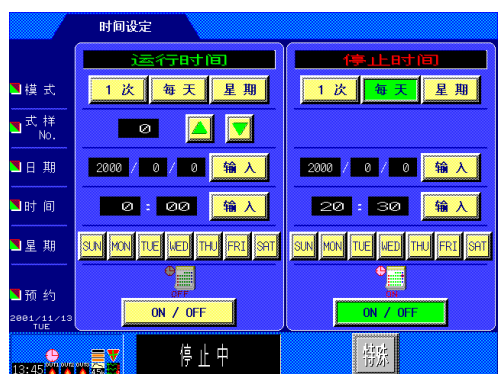 时间设定
运行时间
停止时间
模 式
1 次 每 天 星 期
1 次 每 天 星 期
式 样
No.
0
日 期
2000 / 0 / 0 输 入
2000 / 0 / 0 输 入
时 间
0 : 00 输 入
20 : 30 输 入
星 期
SUN MON TUE WED THU FRI SAT
SUN MON TUE WED THU FRI SAT
预 约
OFF
ON / OFF
ON / OFF
2001/11/13
TUE
停 止 中
特殊
13:45
OUT1 OUT2 OUT3